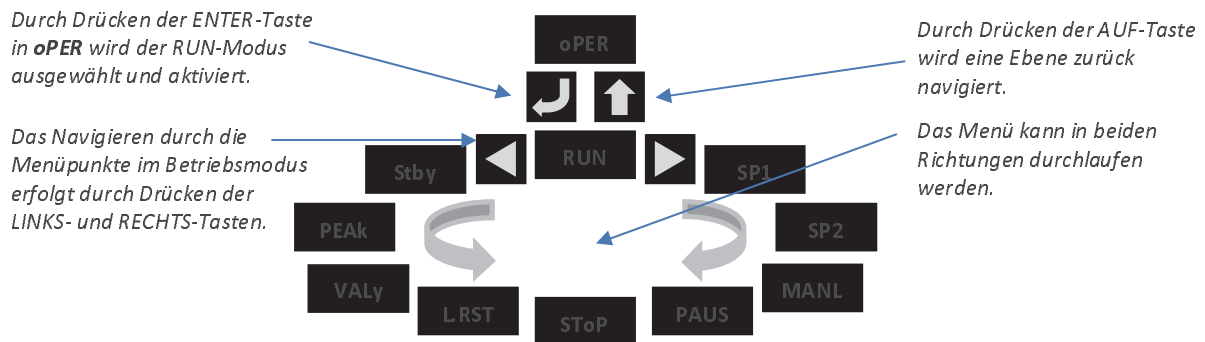 Durch Drücken der ENTER-Taste
in oPER wird der RUN-Modus
ausgewählt und aktiviert.
oPER
Durch Drücken der AUF-Taste
wird eine Ebene zurück
navigiert.
Das Navigieren durch die
Menüpunkte im Betriebsmodus
erfolgt durch Drücken der
LINKS- und RECHTS-Tasten.
Das Menü kann in beiden
Richtungen durchlaufen
werden.
RUN
Stby
SP1
PEAk
SP2
VALy
MANL
L.RST
SToP
PAUS